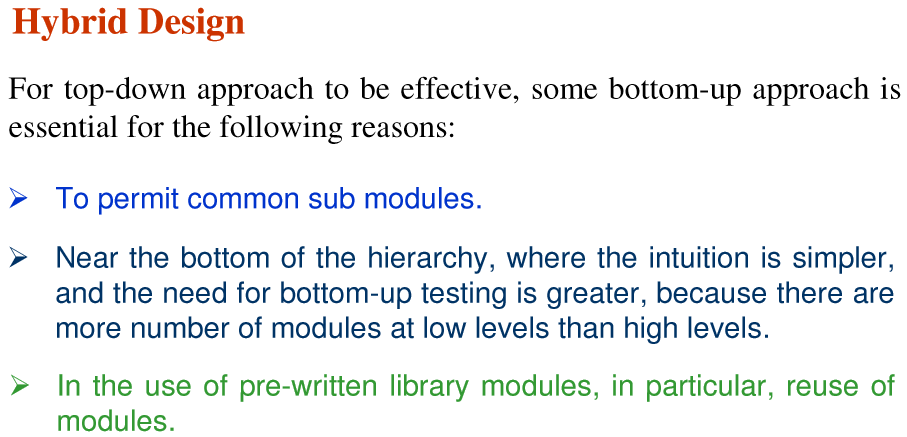 Hybrid Design
For top-down approach to be effective, some bottom-up approach is
essential for the following reasons:
➢ To permit common sub modules.
➢ Near the bottom of the hierarchy, where the intuition is simpler,
and the need for bottom-up testing is greater, because there are
more number of modules at low levels than high levels.
➢ In the use of pre-written library modules, in particular, reuse of
modules.